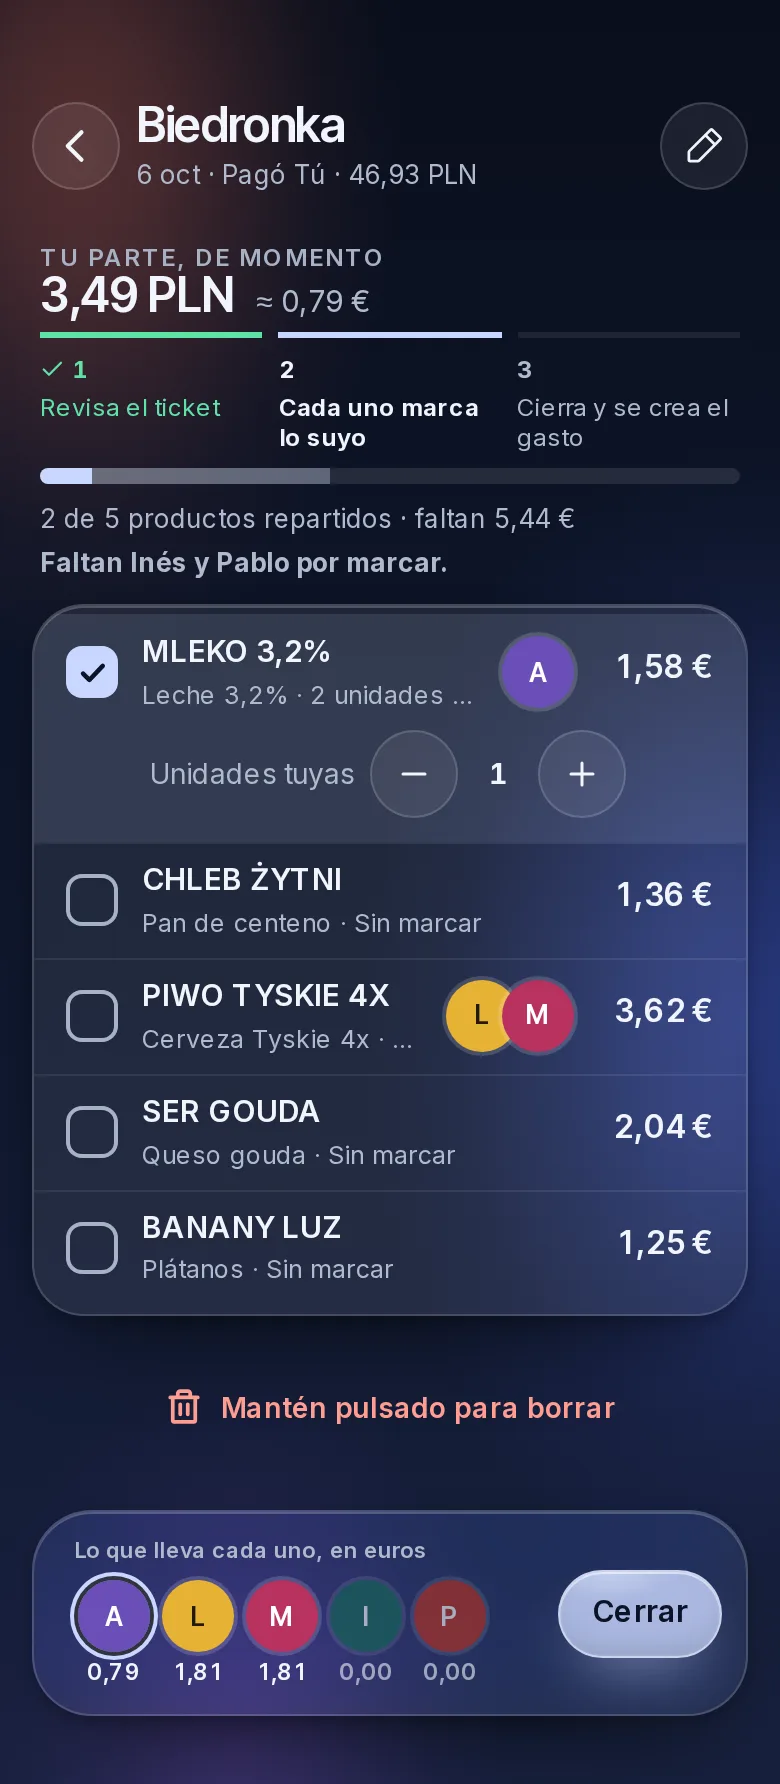 Biedronka
6 oct · Pagó Tú · 46,93 PLN
TU PARTE, DE MOMENTO
3,49 PLN ≈ 0,79 €
1
Revisa el ticket
2
Cada uno marca
lo suyo
3
Cierra y se crea el
gasto
2 de 5 productos repartidos · faltan 5,44 €
Faltan Inés y Pablo por marcar.
MLEKO 3,2%
Leche 3,2% · 2 unidades ...
A
1,58 €
Unidades tuyas − 1 +
CHLEB ŻYTNI
Pan de centeno · Sin marcar
1,36 €
PIWO TYSKIE 4X
Cerveza Tyskie 4x · ...
L M
3,62 €
SER GOUDA
Queso gouda · Sin marcar
2,04 €
BANANY LUZ
Plátanos · Sin marcar
1,25 €
Mantén pulsado para borrar
Lo que lleva cada uno, en euros
A L M I P
0,79 1,81 1,81 0,00 0,00
Cerrar